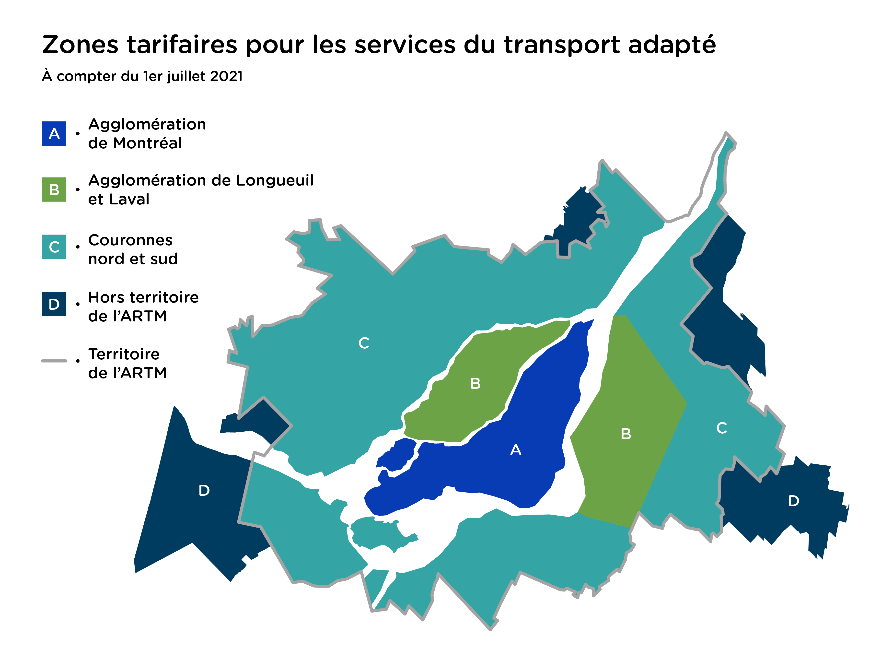 Zones tarifaires pour les services du transport adapté
À compter du 1er juillet 2021
A • Agglomération
de Montréal
B • Agglomération de Longueuil
et Laval
C • Couronnes
nord et sud
D • Hors territoire
de l'ARTM
• Territoire
de l'ARTM
C
B
A
B
C
D
D